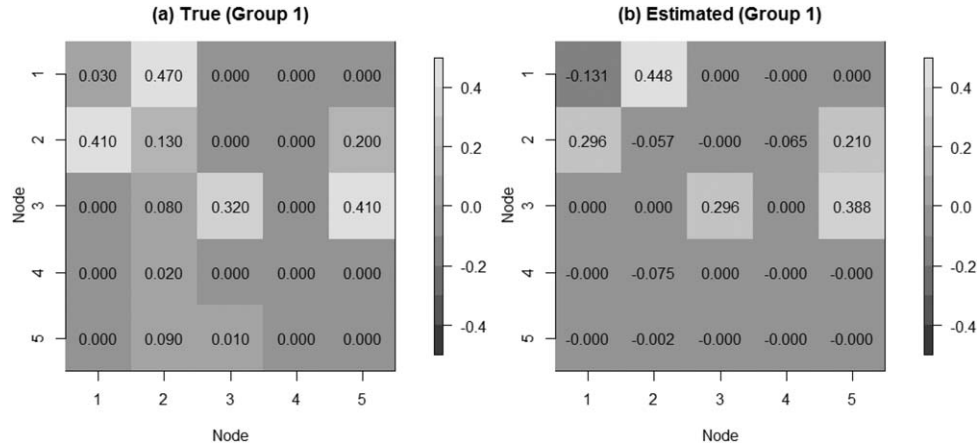 (a) True (Group 1)
Node
1 0.030 0.470 0.000 0.000 0.000
2 0.410 0.130 0.000 0.000 0.200
3 0.000 0.080 0.320 0.000 0.410
4 0.000 0.020 0.000 0.000 0.000
5 0.000 0.090 0.010 0.000 0.000
1 2 3 4 5
Node
0.4
0.2
0.0
-0.2
-0.4
(b) Estimated (Group 1)
Node
1 -0.131 0.448 0.000 -0.000 0.000
2 0.296 -0.057 -0.000 -0.065 0.210
3 0.000 0.000 0.296 0.000 0.388
4 -0.000 -0.075 0.000 -0.000 -0.000
5 -0.000 -0.002 -0.000 -0.000 -0.000
1 2 3 4 5
Node
0.4
0.2
0.0
-0.2
-0.4